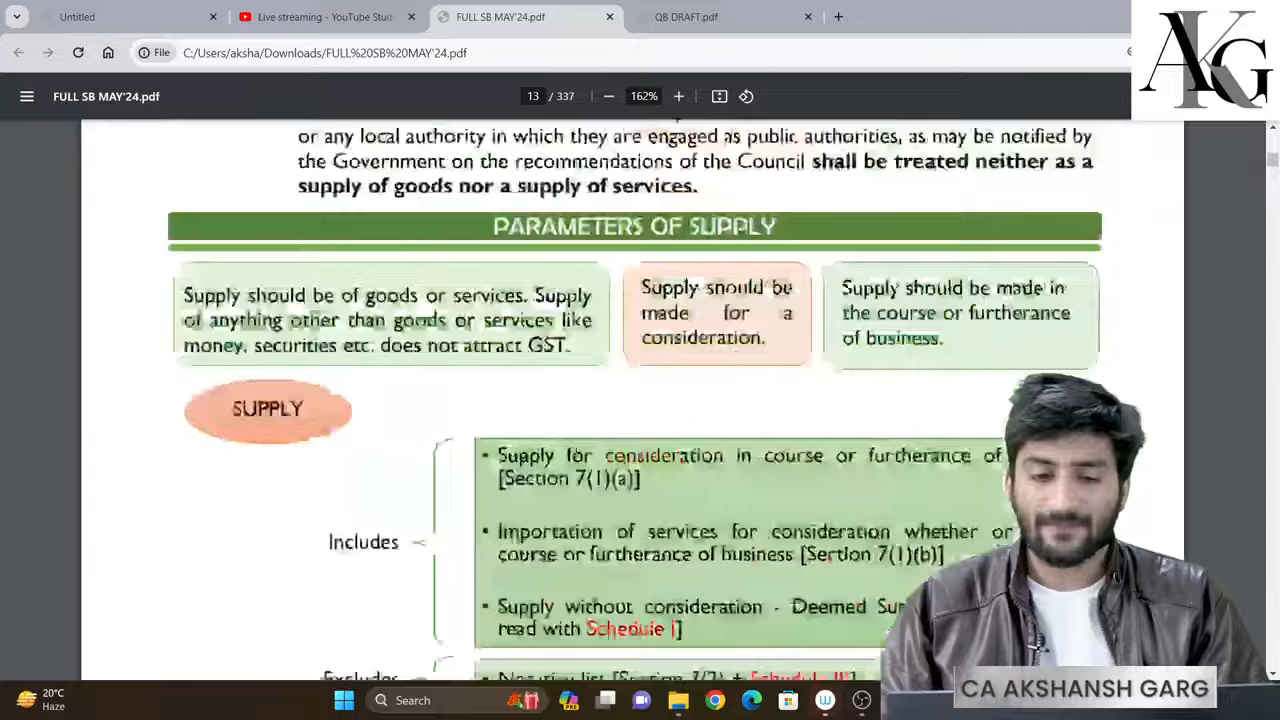 Untitled
Live streaming - YouTube Stud
FULL SB MAY'24.pdf
QB DRAFT.pdf
File
C:/Users/aksha/Downloads/FULL%20SB%20MAY'24.pdf
AKG
FULL SB MAY'24.pdf
13 / 337
162%
or any local authority in which they are engaged as public authorities, as may be notified by
the Government on the recommendations of the Council shall be treated neither as a
supply of goods nor a supply of services.
PARAMETERS OF SUPPLY
Supply should be of goods or services. Supply
of anything other than goods or services like
money, securities etc. does not attract GST.
Supply should be
made for a
consideration.
Supply should be made in
the course or furtherance
of business.
SUPPLY
Includes
▪ Supply for consideration in course or furtherance of
[Section 7(1)(a)]
▪ Importation of services for consideration whether or
course or furtherance of business [Section 7(1)(b)]
▪ Supply without consideration - Deemed Sup
read with Schedule I]
Excludes
20°C
Haze
Search
CA AKSHANSH GARG